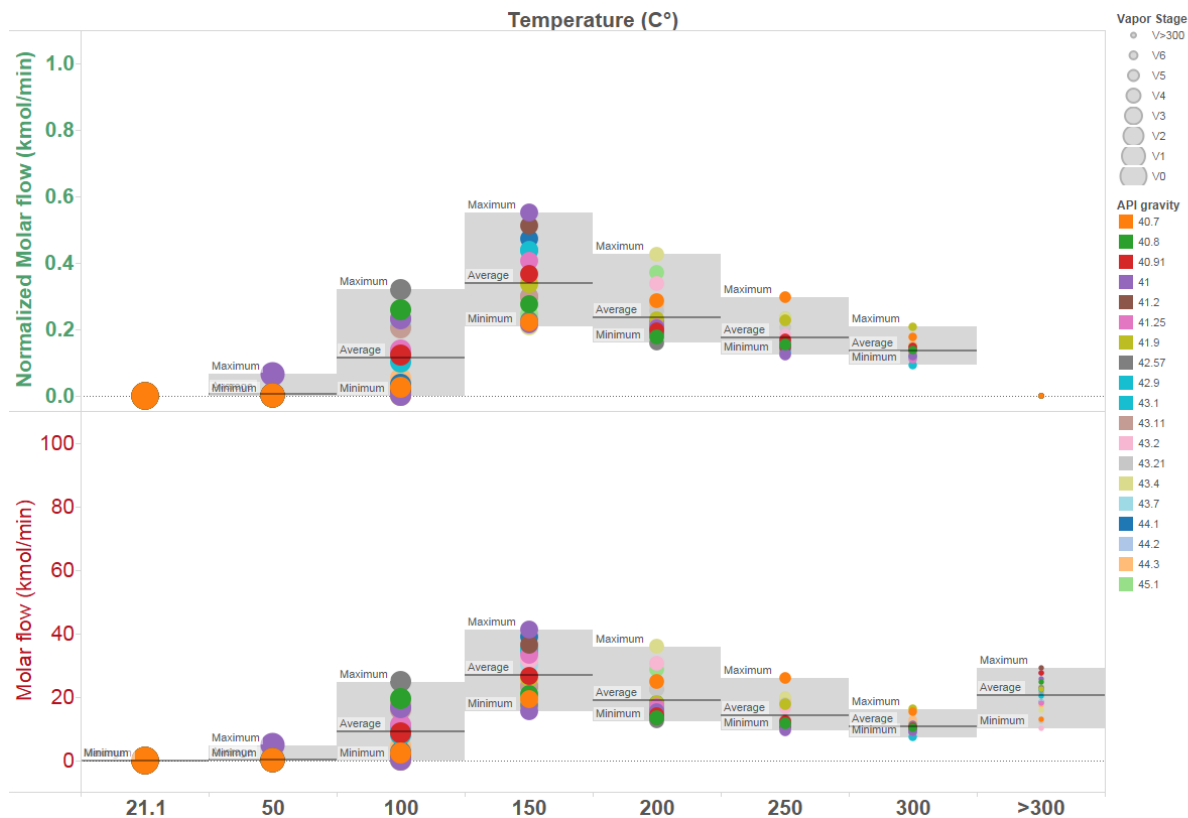 Temperature (C°)
Normalized Molar flow (kmol/min)
1.0
0.8
0.6
0.4
0.2
0.0
Maximum
Minimum
Maximum
Average
Minimum
Maximum
Average
Minimum
Maximum
Average
Minimum
Maximum
Average
Minimum
Maximum
Average
Minimum
Molar flow (kmol/min)
100
80
60
40
20
0
Minimum
Maximum
Minimum
Maximum
Average
Minimum
Maximum
Average
Minimum
Maximum
Average
Minimum
Maximum
Average
Minimum
Maximum
Average
Minimum
Maximum
Average
Minimum
21.1 50 100 150 200 250 300 >300
Vapor Stage
V>300
V6
V5
V4
V3
V2
V1
V0
API gravity
40.7
40.8
40.91
41
41.2
41.25
41.9
42.57
42.9
43.1
43.11
43.2
43.21
43.4
43.7
44.1
44.2
44.3
45.1